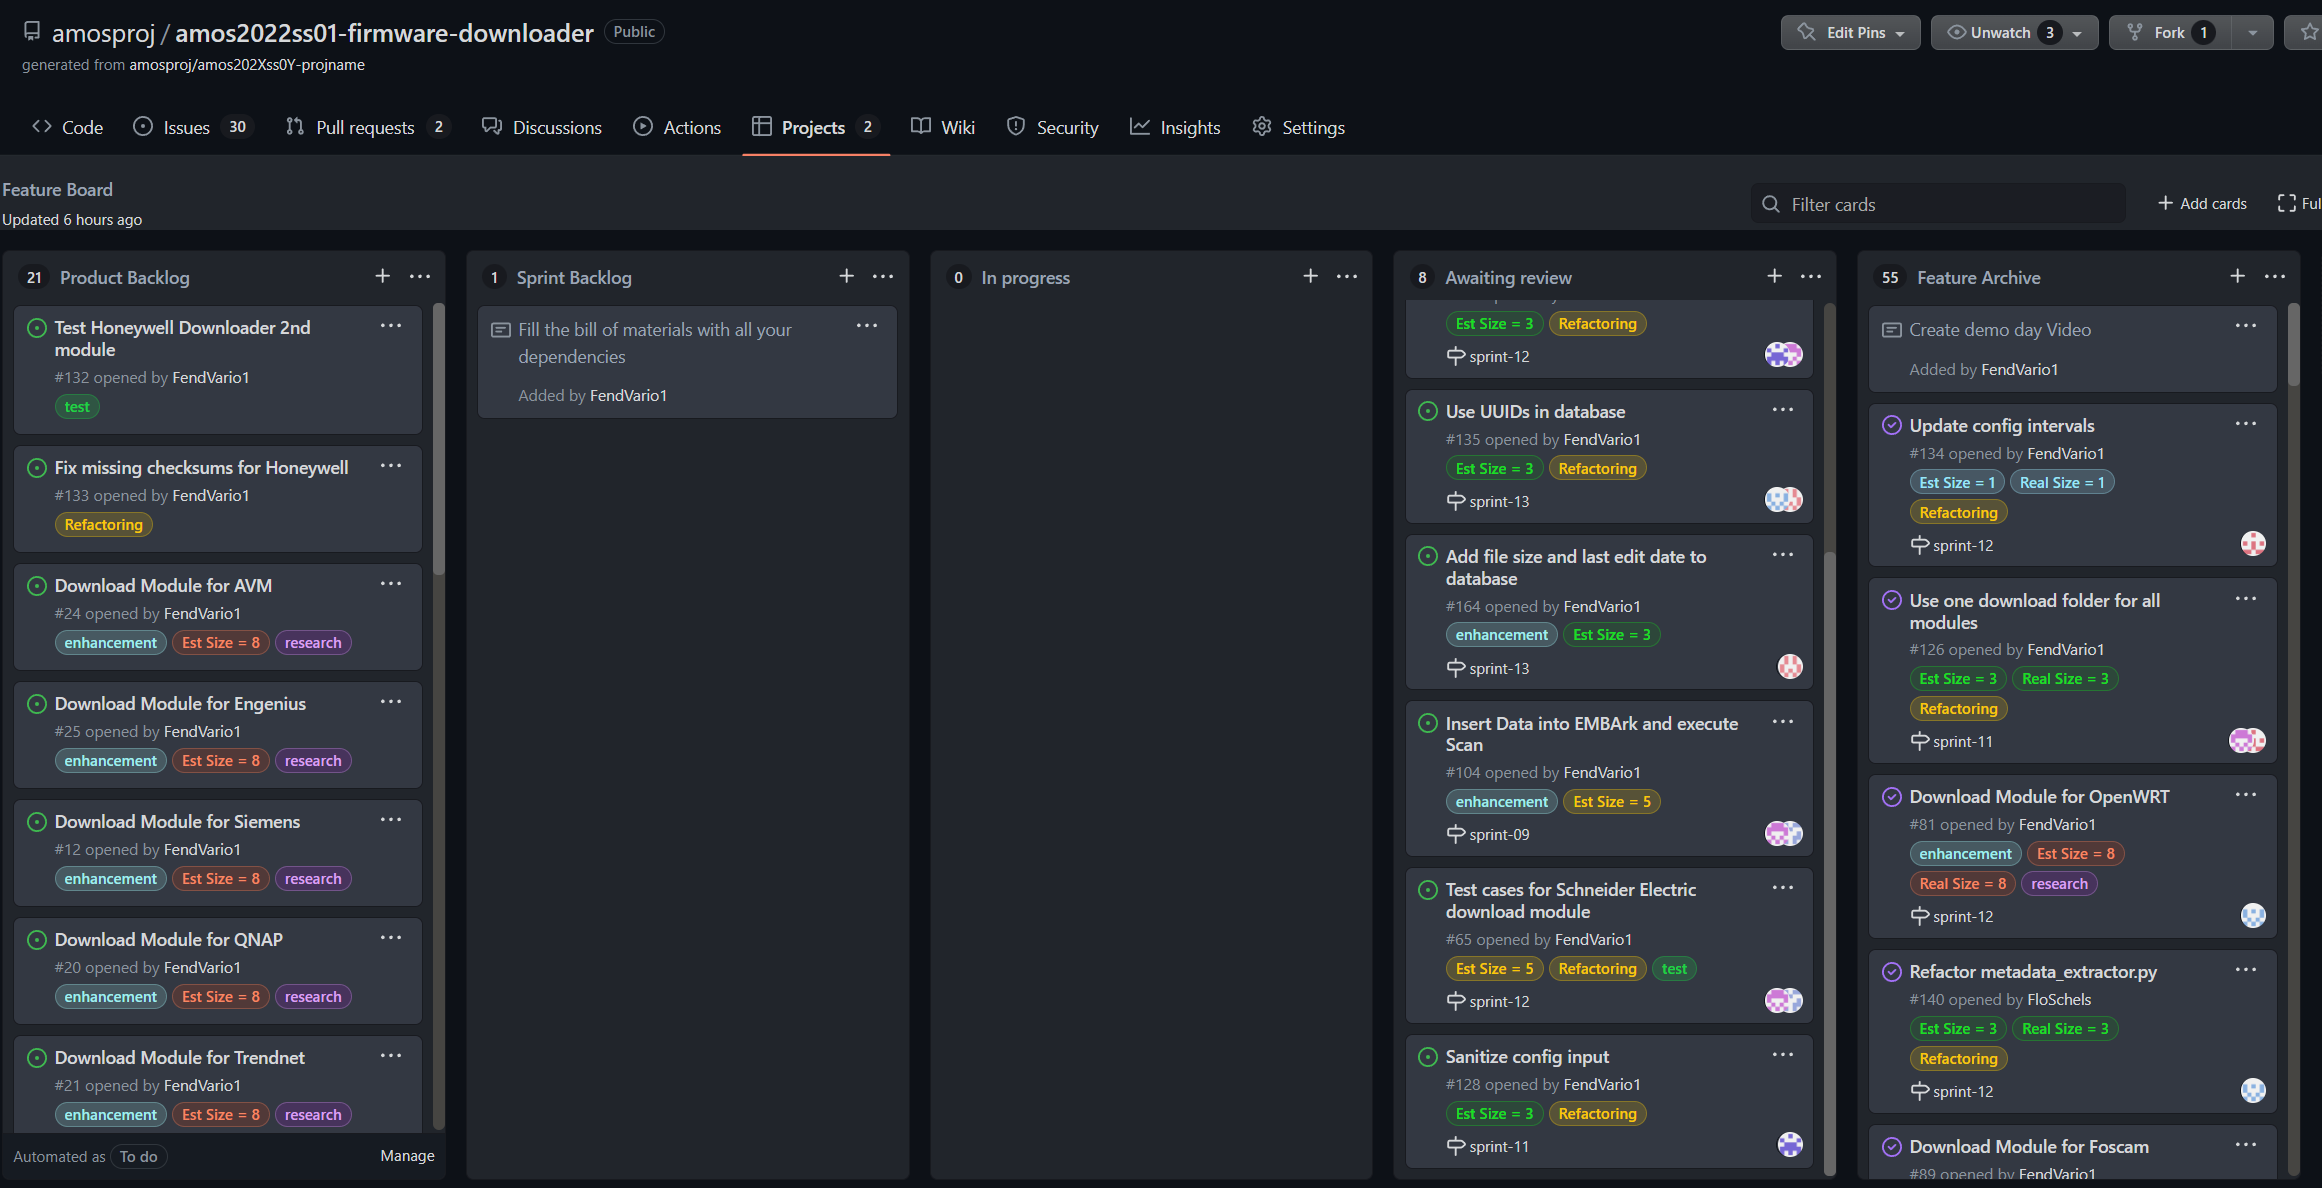 amosproj / amos2022ss01-firmware-downloader Public
generated from amosproj/amos202Xss0Y-projname
Edit Pins
Unwatch 3
Fork 1
Code
Issues 30
Pull requests 2
Discussions
Actions
Projects 2
Wiki
Security
Insights
Settings
Feature Board
Updated 6 hours ago
Filter cards
+ Add cards
Ful
21 Product Backlog
Test Honeywell Downloader 2nd
module
#132 opened by FendVario1
test
Fix missing checksums for Honeywell
#133 opened by FendVario1
Refactoring
Download Module for AVM
#24 opened by FendVario1
enhancement Est Size = 8 research
Download Module for Engenius
#25 opened by FendVario1
enhancement Est Size = 8 research
Download Module for Siemens
#12 opened by FendVario1
enhancement Est Size = 8 research
Download Module for QNAP
#20 opened by FendVario1
enhancement Est Size = 8 research
Download Module for Trendnet
#21 opened by FendVario1
enhancement Est Size = 8 research
Automated as To do
Manage
1 Sprint Backlog
Fill the bill of materials with all your
dependencies
Added by FendVario1
0 In progress
8 Awaiting review
Est Size = 3 Refactoring
sprint-12
Use UUIDs in database
#135 opened by FendVario1
Est Size = 3 Refactoring
sprint-13
Add file size and last edit date to
database
#164 opened by FendVario1
enhancement Est Size = 3
sprint-13
Insert Data into EMBArk and execute
Scan
#104 opened by FendVario1
enhancement Est Size = 5
sprint-09
Test cases for Schneider Electric
download module
#65 opened by FendVario1
Est Size = 5 Refactoring test
sprint-12
Sanitize config input
#128 opened by FendVario1
Est Size = 3 Refactoring
sprint-11
55 Feature Archive
Create demo day Video
Added by FendVario1
Update config intervals
#134 opened by FendVario1
Est Size = 1 Real Size = 1
Refactoring
sprint-12
Use one download folder for all
modules
#126 opened by FendVario1
Est Size = 3 Real Size = 3
Refactoring
sprint-11
Download Module for OpenWRT
#81 opened by FendVario1
enhancement Est Size = 8
Real Size = 8 research
sprint-12
Refactor metadata_extractor.py
#140 opened by FloSchels
Est Size = 3 Real Size = 3
Refactoring
sprint-12
Download Module for Foscam
#89 opened by FendVario1